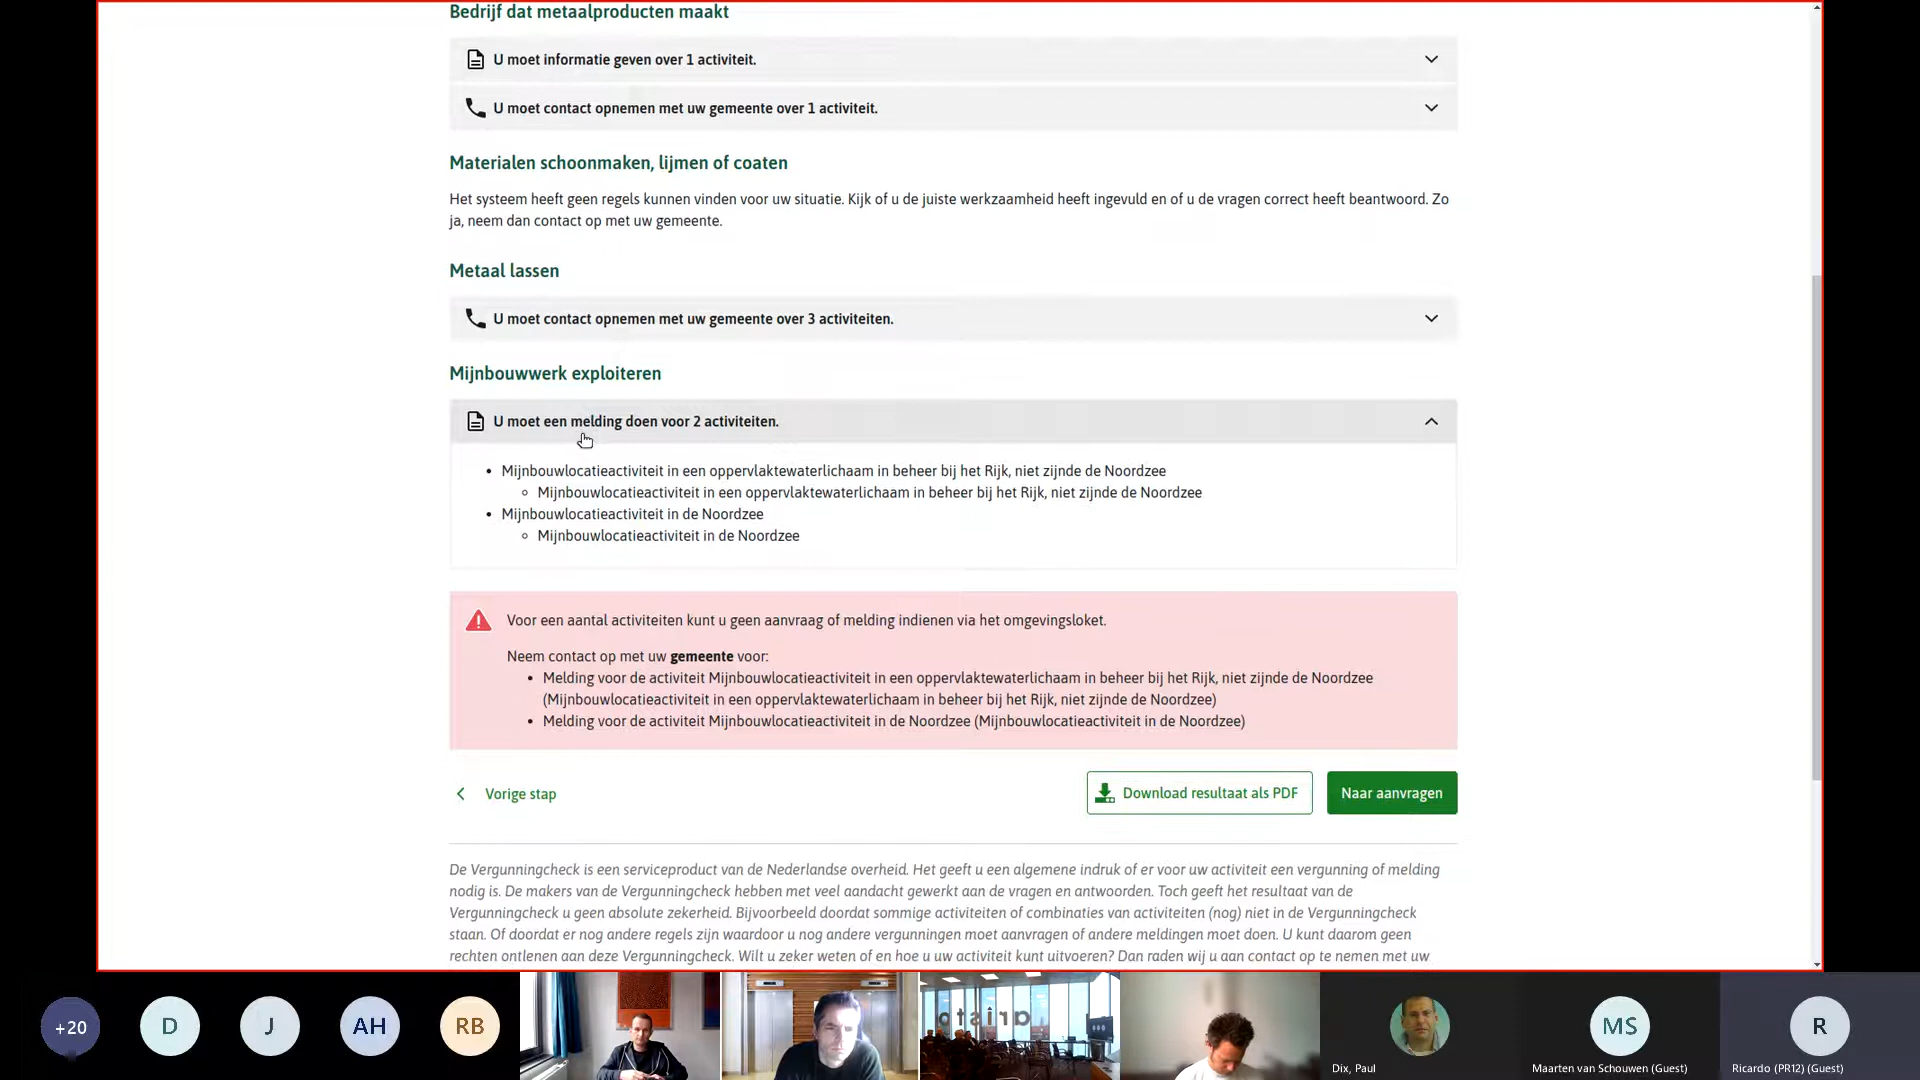 Bedrijf dat metaalproducten maakt
U moet informatie geven over 1 activiteit.
U moet contact opnemen met uw gemeente over 1 activiteit.
Materialen schoonmaken, lijmen of coaten
Het systeem heeft geen regels kunnen vinden voor uw situatie. Kijk of u de juiste werkzaamheid heeft ingevuld en of u de vragen correct heeft beantwoord. Zo
ja, neem dan contact op met uw gemeente.
Metaal lassen
U moet contact opnemen met uw gemeente over 3 activiteiten.
Mijnbouwwerk exploiteren
U moet een melding doen voor 2 activiteiten.
Mijnbouwlocatieactiviteit in een oppervlaktewaterlichaam in beheer bij het Rijk, niet zijnde de Noordzee
Mijnbouwlocatieactiviteit in een oppervlaktewaterlichaam in beheer bij het Rijk, niet zijnde de Noordzee
Mijnbouwlocatieactiviteit in de Noordzee
Mijnbouwlocatieactiviteit in de Noordzee
Voor een aantal activiteiten kunt u geen aanvraag of melding indienen via het omgevingsloket.
Neem contact op met uw gemeente voor:
Melding voor de activiteit Mijnbouwlocatieactiviteit in een oppervlaktewaterlichaam in beheer bij het Rijk, niet zijnde de Noordzee
(Mijnbouwlocatieactiviteit in een oppervlaktewaterlichaam in beheer bij het Rijk, niet zijnde de Noordzee)
Melding voor de activiteit Mijnbouwlocatieactiviteit in de Noordzee (Mijnbouwlocatieactiviteit in de Noordzee)
Vorige stap
Download resultaat als PDF
Naar aanvragen
De Vergunningcheck is een serviceproduct van de Nederlandse overheid. Het geeft u een algemene indruk of er voor uw activiteit een vergunning of melding
nodig is. De makers van de Vergunningcheck hebben met veel aandacht gewerkt aan de vragen en antwoorden. Toch geeft het resultaat van de
Vergunningcheck u geen absolute zekerheid. Bijvoorbeeld doordat sommige activiteiten of combinaties van activiteiten (nog) niet in de Vergunningcheck
staan. Of doordat er nog andere regels zijn waardoor u nog andere vergunningen moet aanvragen of andere meldingen moet doen. U kunt daarom geen
rechten ontlenen aan deze Vergunningcheck. Wilt u zeker weten of en hoe u uw activiteit kunt uitvoeren? Dan raden wij u aan contact op te nemen met uw
+20
D
J
AH
RB
Dix, Paul
MS
Maarten van Schouwen (Guest)
R
Ricardo (PR12) (Guest)